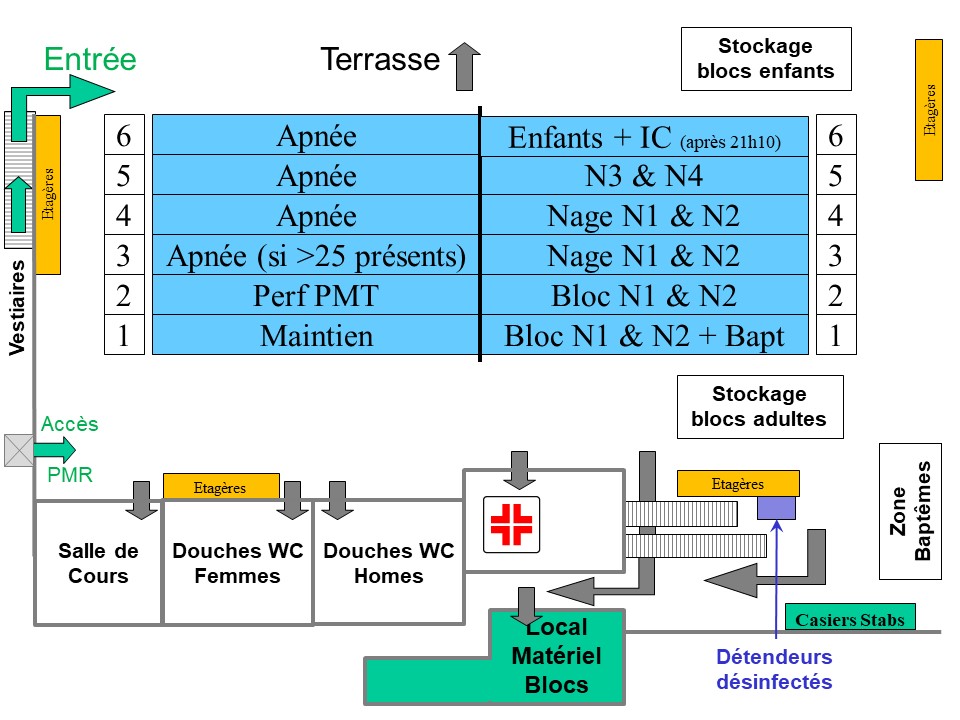 Entrée
Terrasse
Stockage
blocs enfants
Etagères
Etagères
Vestiaires
6 Apnée Enfants + IC (après 21h10) 6
5 Apnée N3 & N4 5
4 Apnée Nage N1 & N2 4
3 Apnée (si >25 présents) Nage N1 & N2 3
2 Perf PMT Bloc N1 & N2 2
1 Maintien Bloc N1 & N2 + Bapt 1
Stockage
blocs adultes
Accès
PMR
Etagères
Etagères
Zone
Baptêmes
Salle de
Cours
Douches WC
Femmes
Douches WC
Homes
Casiers Stabs
Local
Matériel
Blocs
Détendeurs
désinfectés